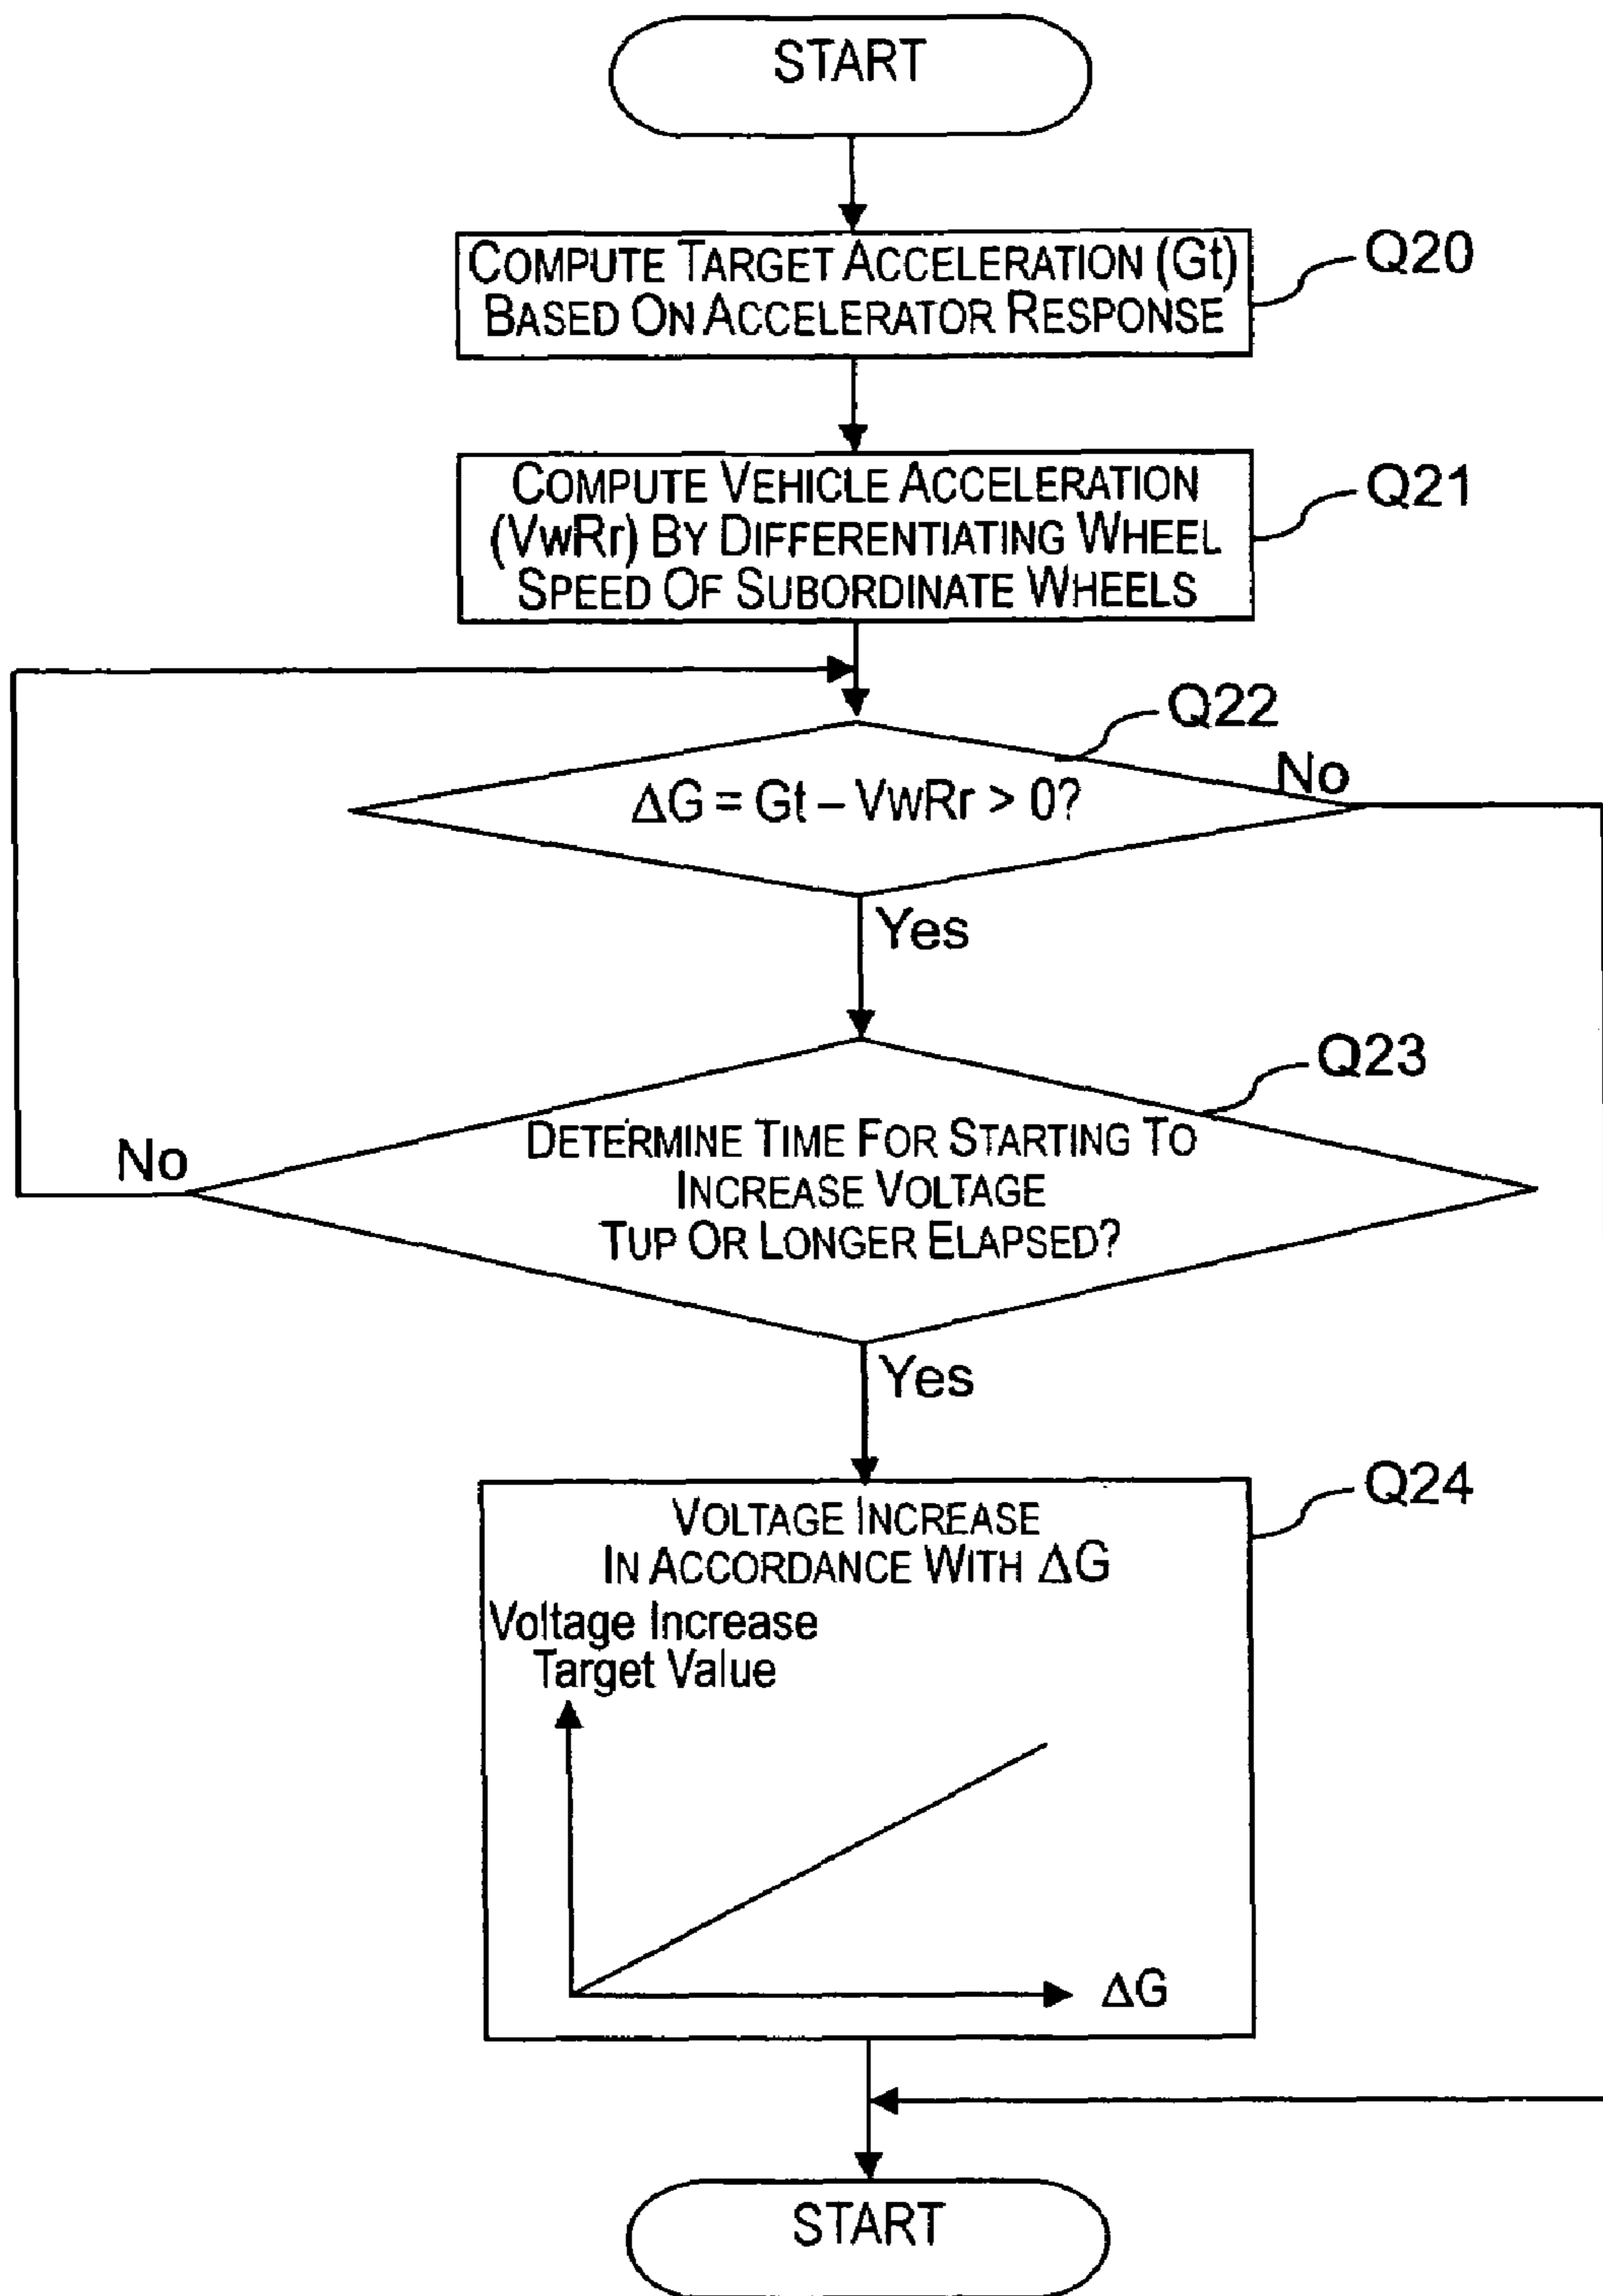 START
COMPUTE TARGET ACCELERATION (Gt)
BASED ON ACCELERATOR RESPONSE
Q20
COMPUTE VEHICLE ACCELERATION
(VWRr) BY DIFFERENTIATING WHEEL
SPEED OF SUBORDINATE WHEELS
Q21
Q22
ΔG = Gt – VWRr > 0?
No
Yes
Q23
DETERMINE TIME FOR STARTING TO
INCREASE VOLTAGE
TUP OR LONGER ELAPSED?
No
Yes
Q24
VOLTAGE INCREASE
IN ACCORDANCE WITH ΔG
Voltage Increase
Target Value
ΔG
START